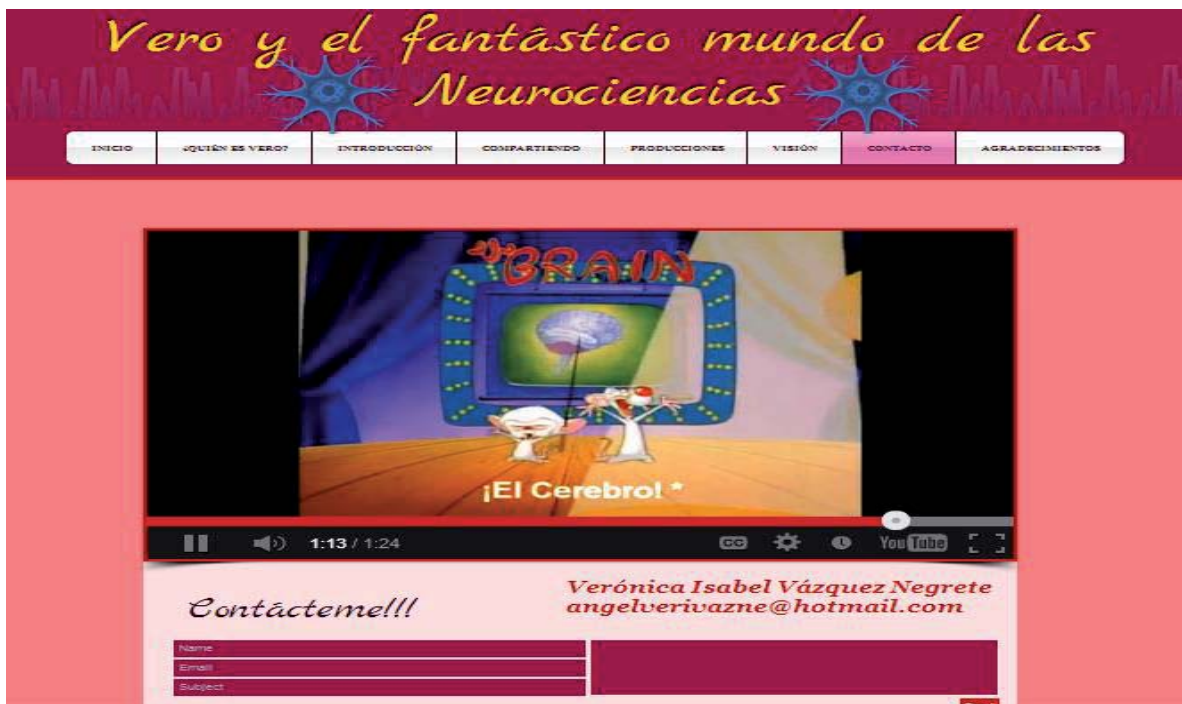 Vero y el fantástico mundo de las
Neurociencias
INICIO ¿QUIÉN ES VERO? INTRODUCCIÓN COMPARTIENDO PRODUCCIONES VISIÓN CONTACTO AGRADECIMIENTOS
BRAIN
¡El Cerebro! *
1:13 / 1:24 CC YouTube
Contácteme!!!
Verónica Isabel Vázquez Negrete
angelverivazne@hotmail.com
Name
Email
Subject